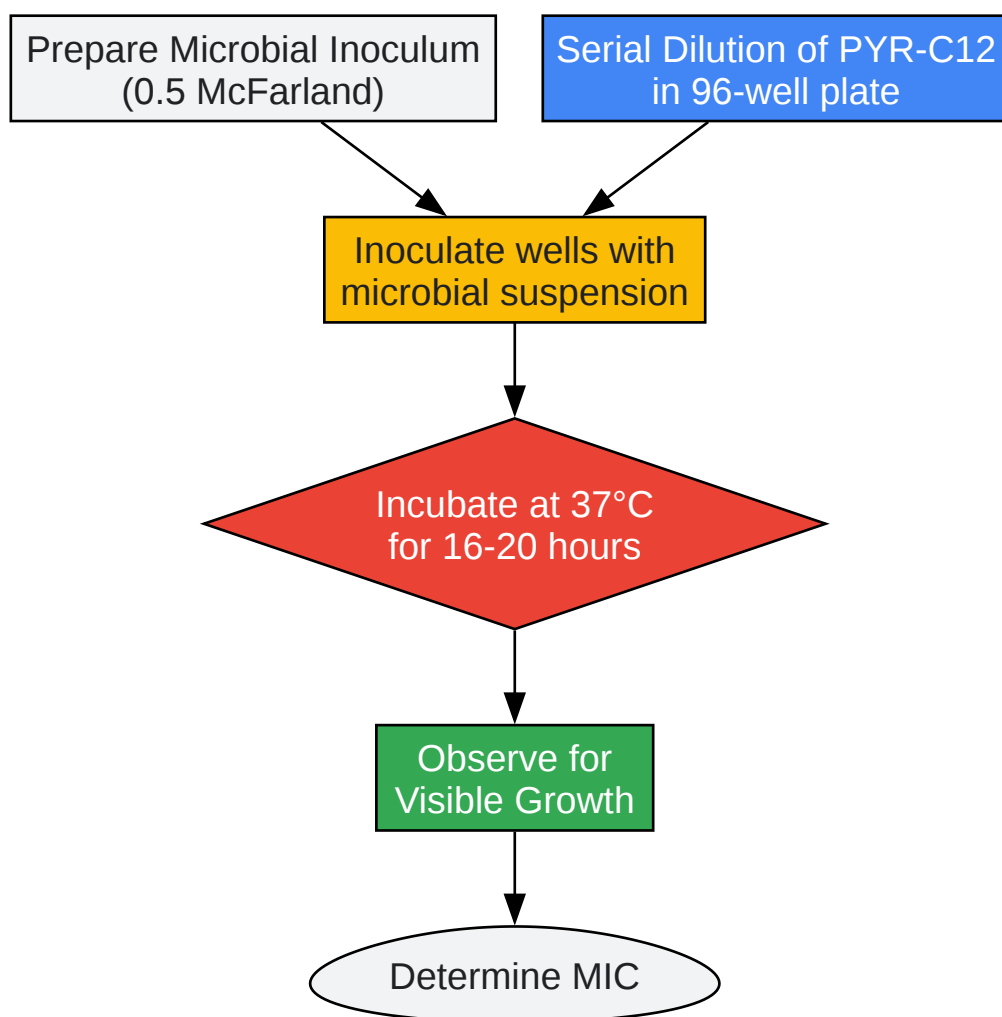 Prepare Microbial Inoculum
(0.5 McFarland)
Serial Dilution of PYR-C12
in 96-well plate
Inoculate wells with
microbial suspension
Incubate at 37°C
for 16-20 hours
Observe for
Visible Growth
Determine MIC